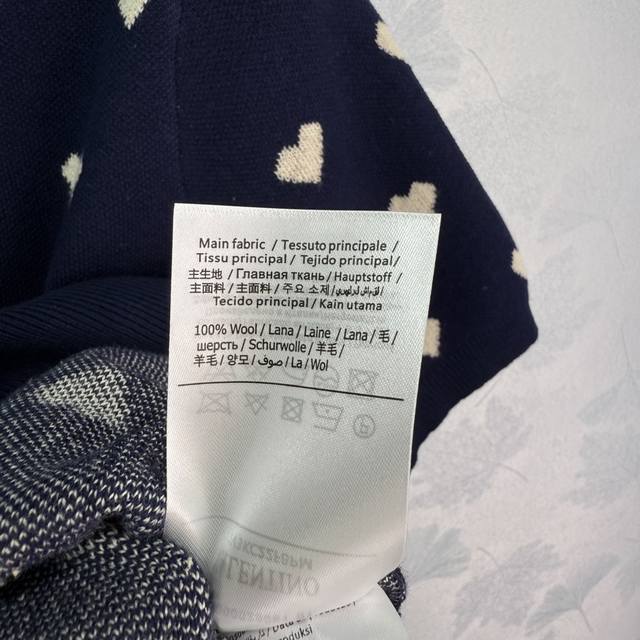 Main fabric / Tessuto principale /
Tissu principal / Tejido principal /
主生地 / Главная ткань / Hauptstoff /
主面料 / 主面料 / 주요 소재 /
Tecido principal / Kain utama
100% Wool / Lana / Laine / Lana / 毛 /
шерсть / Schurwolle / 羊毛 /
羊毛 / 양모 / صوف / La / Wol
VALENTINO